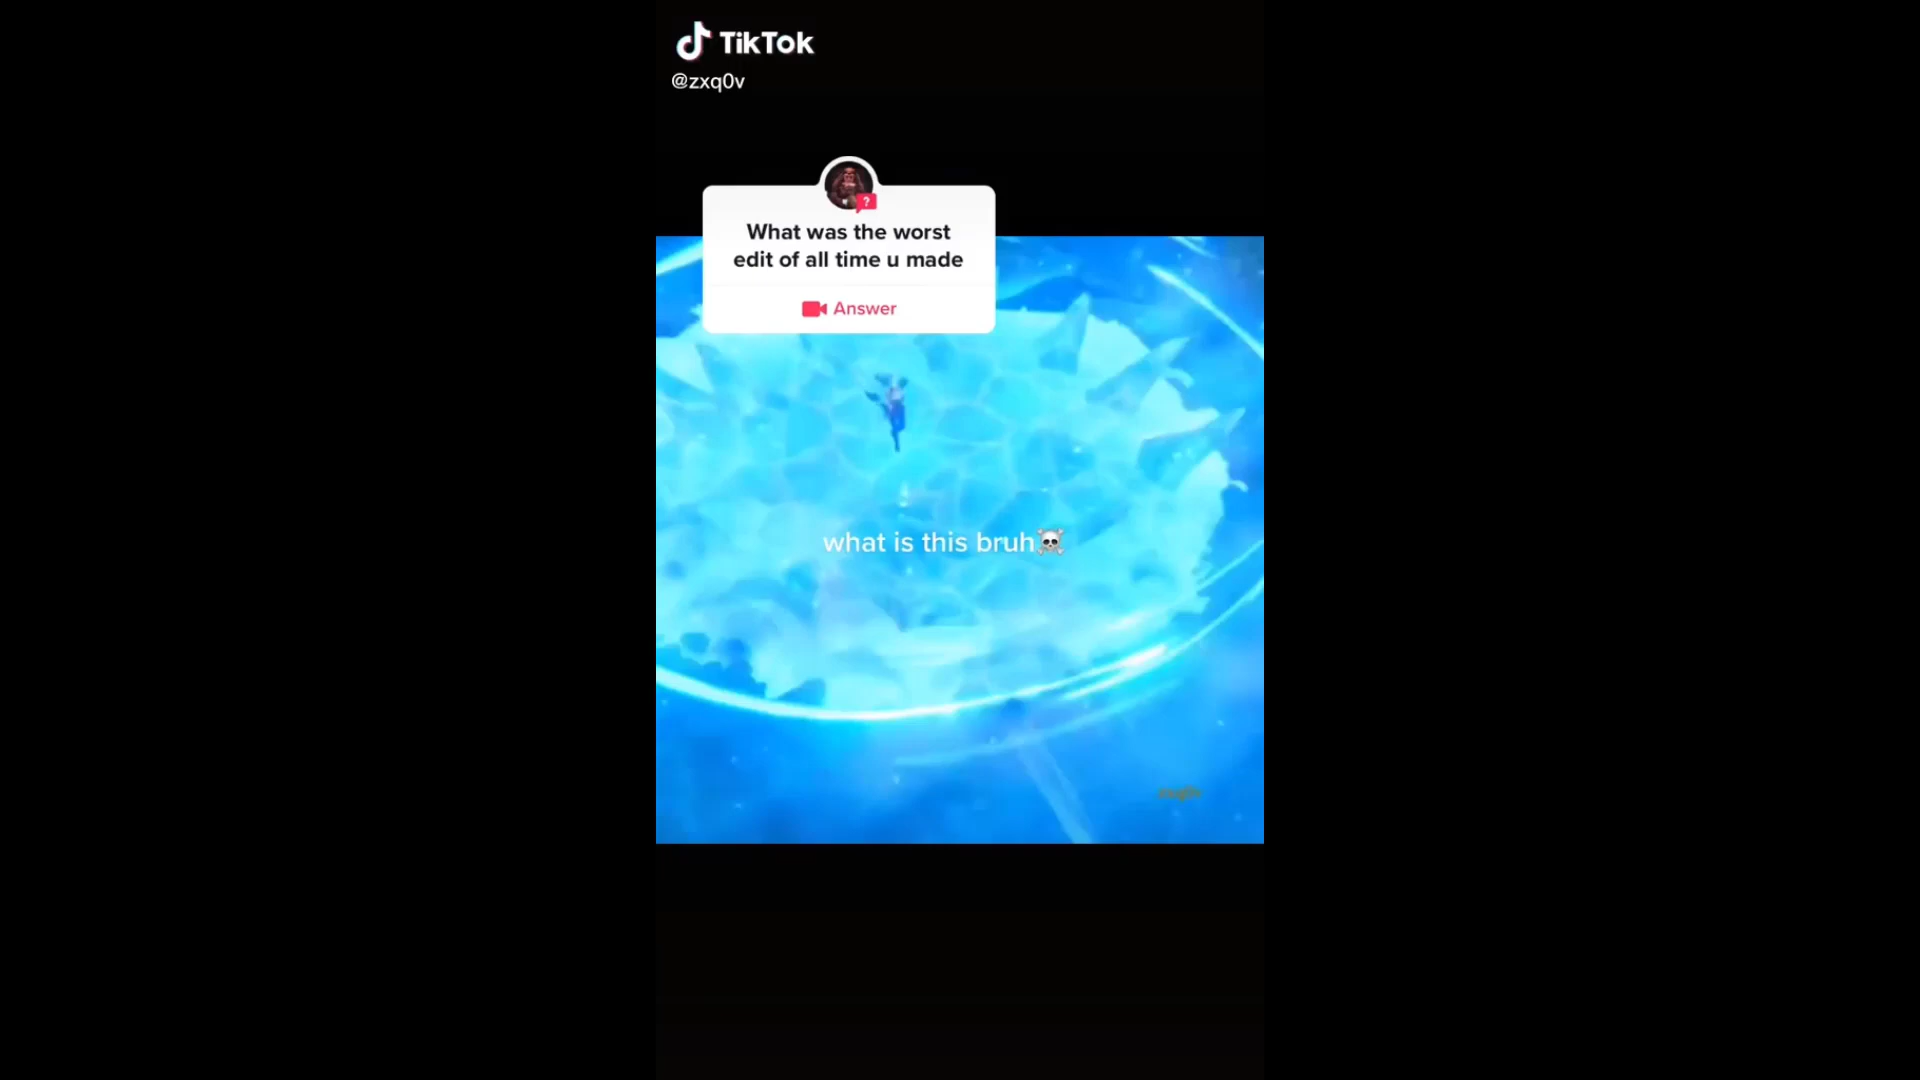 TikTok
@zxq0v
?
What was the worst
edit of all time u made
Answer
what is this bruh☠️